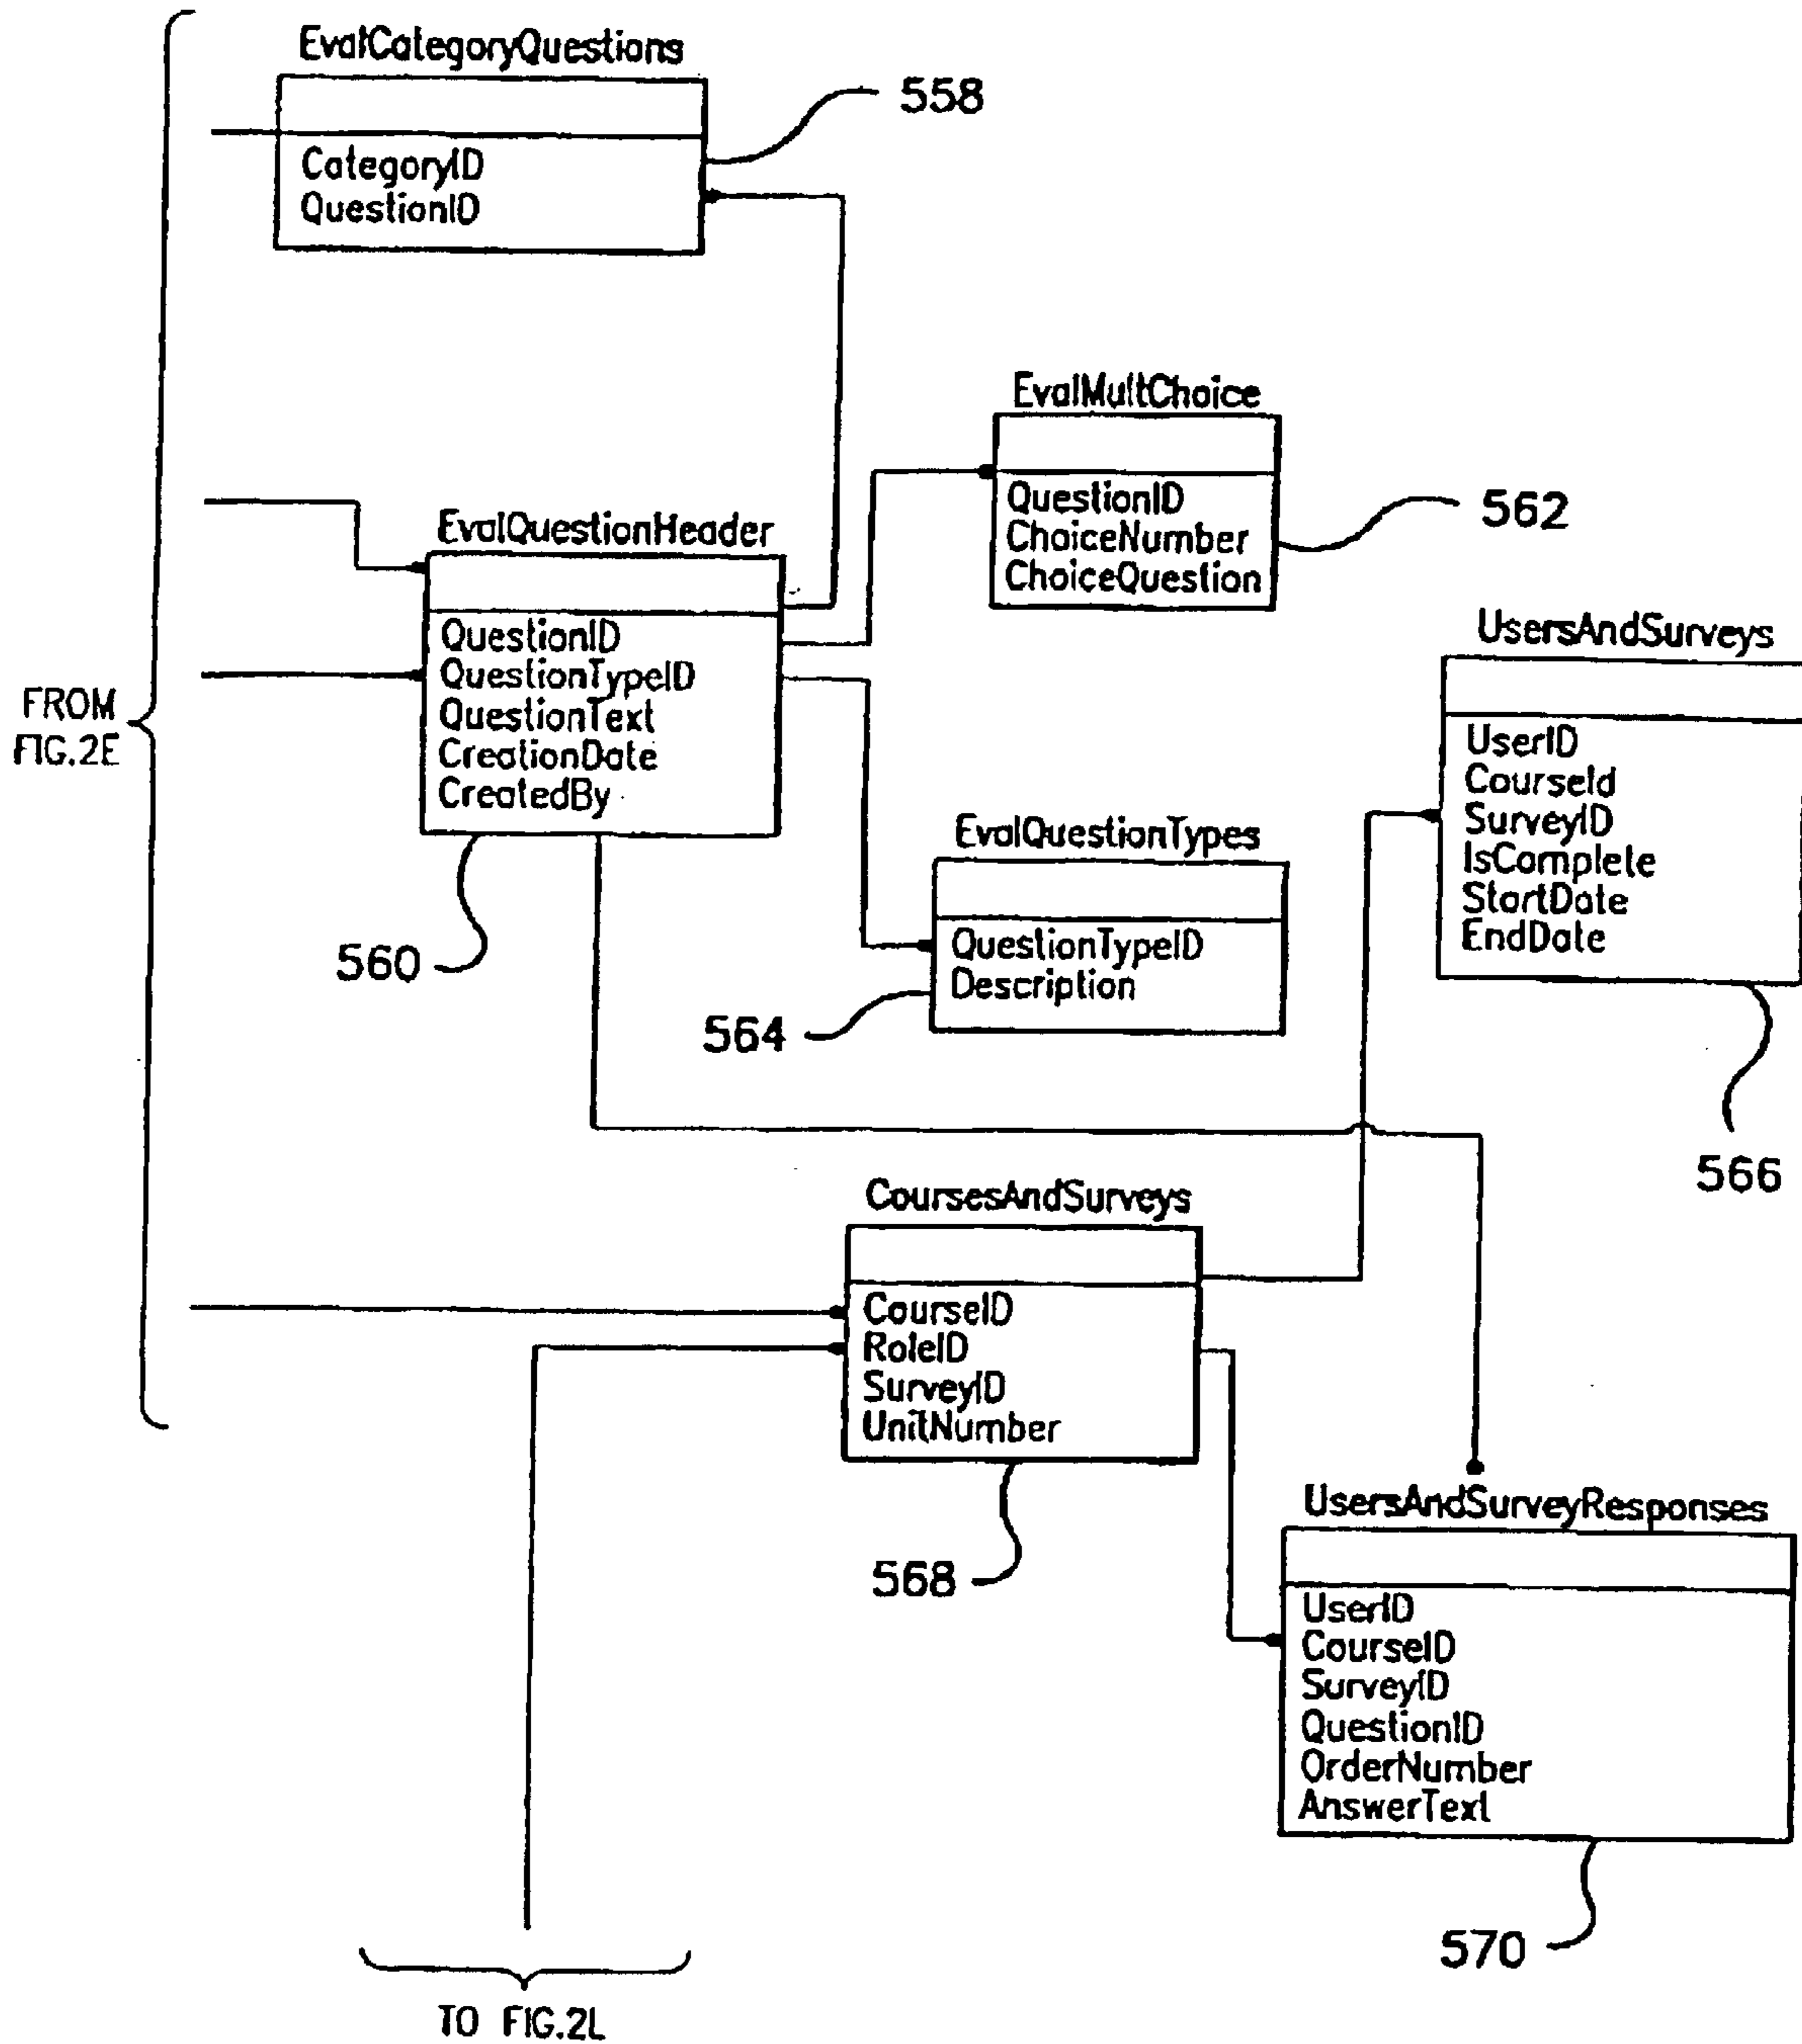 EvalCategoryQuestions
558
CategoryID
QuestionID
EvalMultChoice
QuestionID
ChoiceNumber
ChoiceQuestion
562
EvalQuestionHeader
QuestionID
QuestionTypeID
QuestionText
CreationDate
CreatedBy
560
FROM
FIG.2E
UsersAndSurveys
UserID
CourseId
SurveyID
IsComplete
StartDate
EndDate
566
EvalQuestionTypes
QuestionTypeID
Description
564
CoursesAndSurveys
CourseID
RoleID
SurveyID
UnitNumber
568
UsersAndSurveyResponses
UserID
CourseID
SurveyID
QuestionID
OrderNumber
AnswerText
570
TO FIG.2L